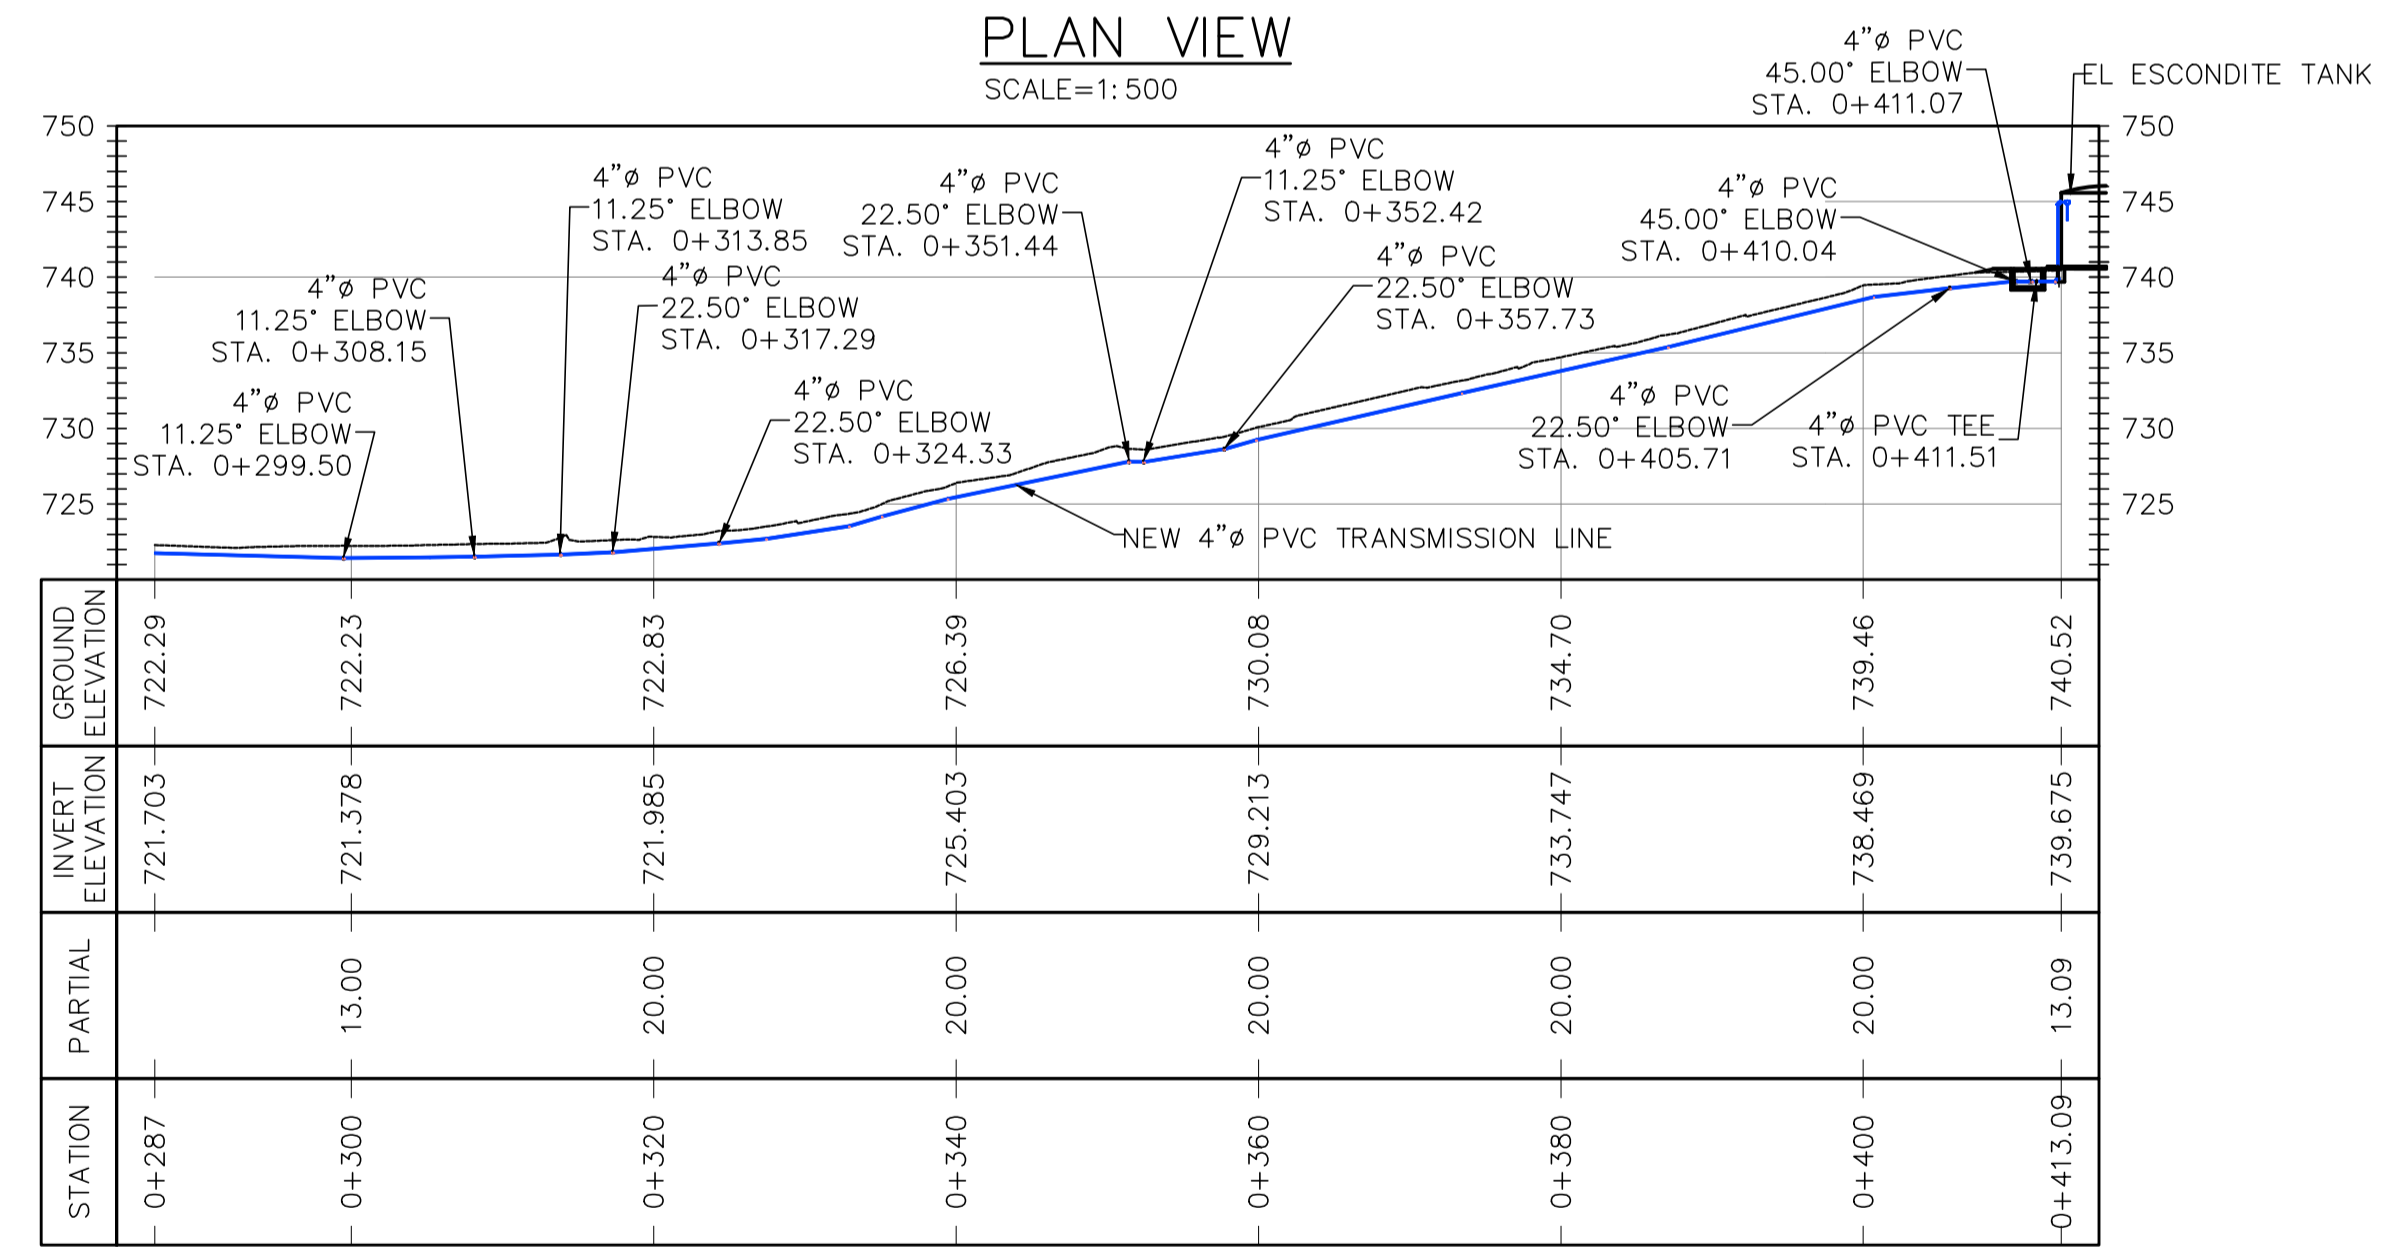 PLAN VIEW
SCALE=1:500
4"ø PVC
45.00° ELBOW
STA. 0+411.07
EL ESCONDITE TANK
750
745
740
735
730
725
750
745
740
735
730
725
4"ø PVC
11.25° ELBOW
STA. 0+299.50
4"ø PVC
11.25° ELBOW
STA. 0+308.15
4"ø PVC
11.25° ELBOW
STA. 0+313.85
4"ø PVC
22.50° ELBOW
STA. 0+317.29
4"ø PVC
22.50° ELBOW
STA. 0+324.33
4"ø PVC
22.50° ELBOW
STA. 0+351.44
4"ø PVC
11.25° ELBOW
STA. 0+352.42
4"ø PVC
22.50° ELBOW
STA. 0+357.73
4"ø PVC
45.00° ELBOW
STA. 0+410.04
4"ø PVC
22.50° ELBOW
STA. 0+405.71
4"ø PVC TEE
STA. 0+411.51
NEW 4"ø PVC TRANSMISSION LINE
GROUND
ELEVATION
722.29
722.23
722.83
726.39
730.08
734.70
739.46
740.52
INVERT
ELEVATION
721.703
721.378
721.985
725.403
729.213
733.747
738.469
739.675
PARTIAL
13.00
20.00
20.00
20.00
20.00
20.00
13.09
STATION
0+287
0+300
0+320
0+340
0+360
0+380
0+400
0+413.09